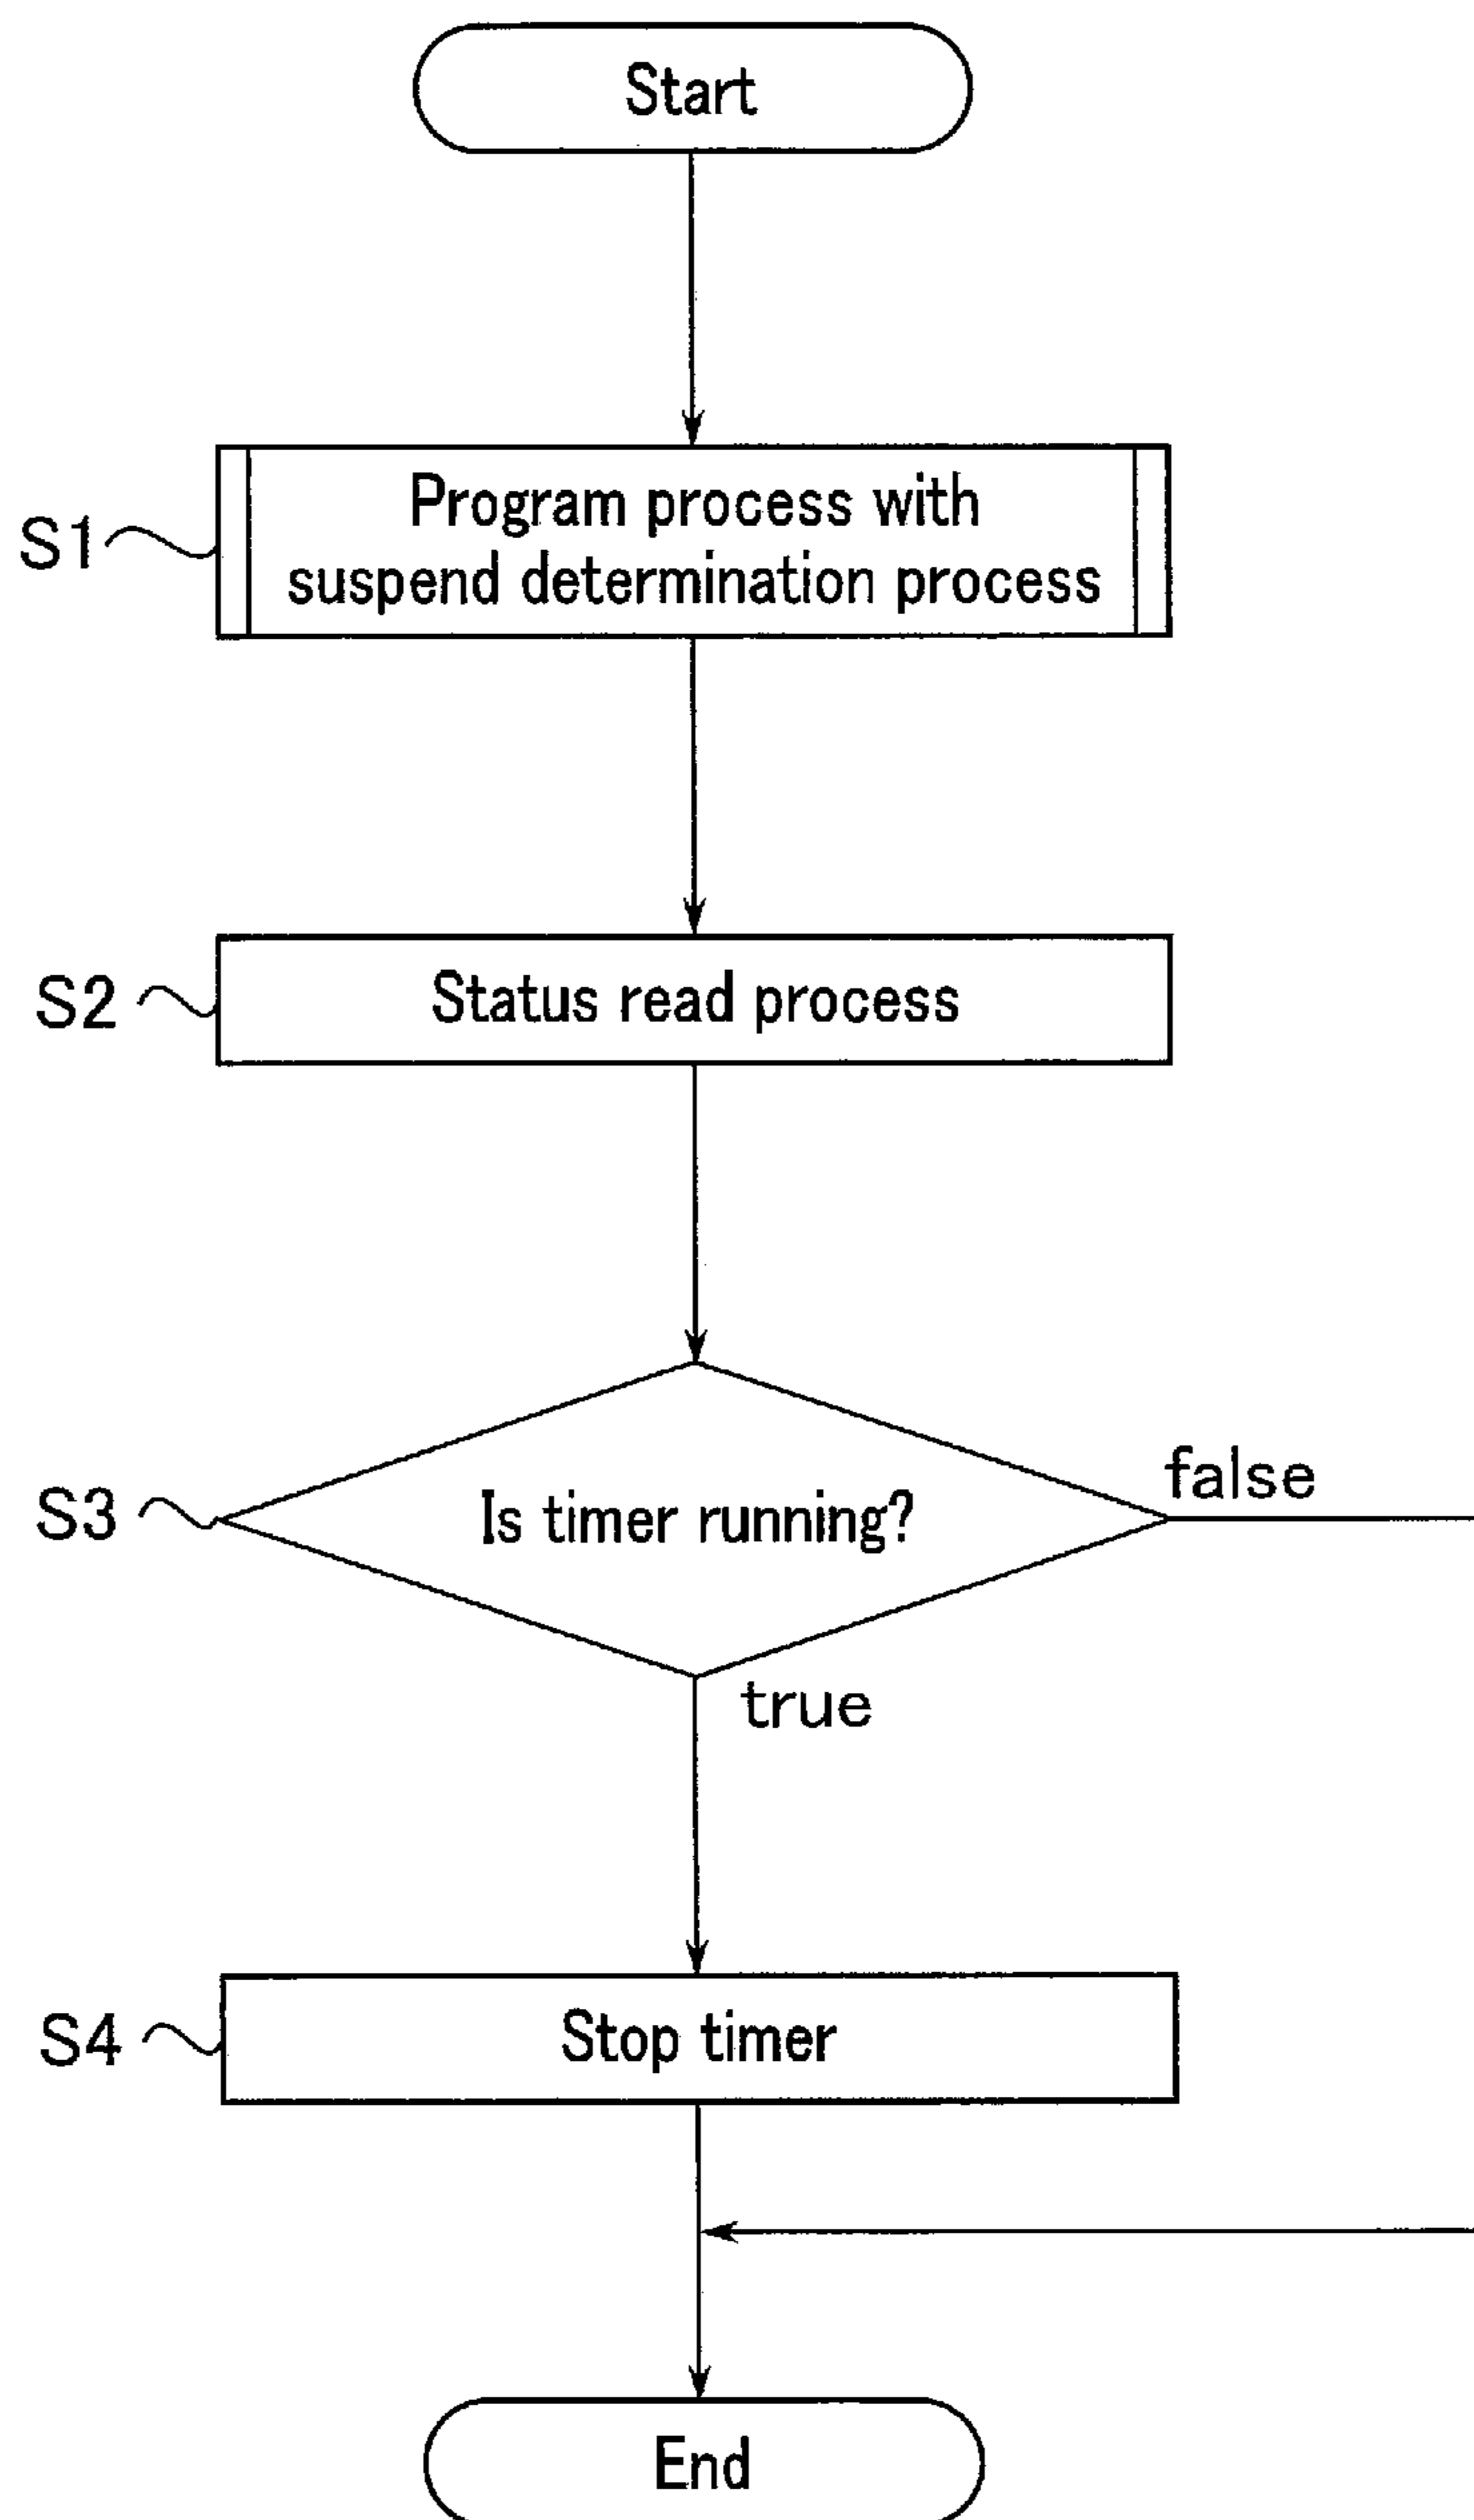 Start
S1
Program process with
suspend determination process
S2
Status read process
S3
Is timer running?
false
true
S4
Stop timer
End